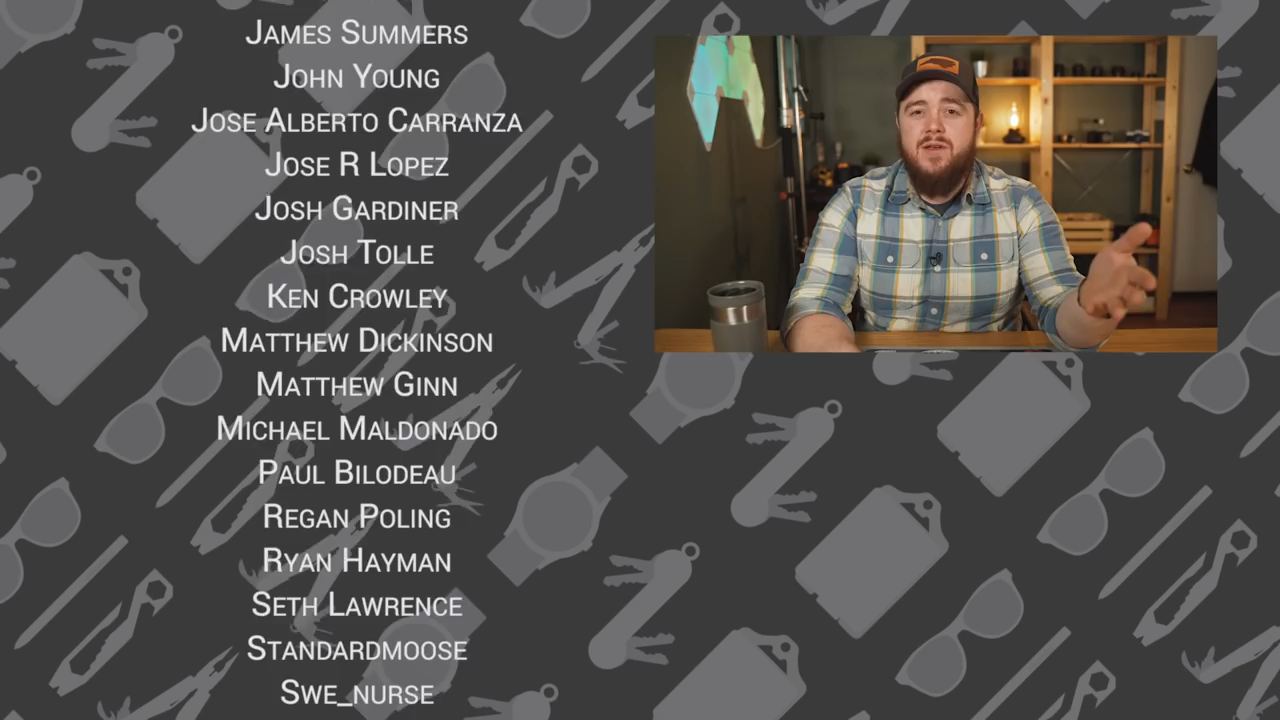 James Summers
John Young
Jose Alberto Carranza
Jose R Lopez
Josh Gardiner
Josh Tolle
Ken Crowley
Matthew Dickinson
Matthew Ginn
Michael Maldonado
Paul Bilodeau
Regan Poling
Ryan Hayman
Seth Lawrence
Standardmoose
Swe_nurse